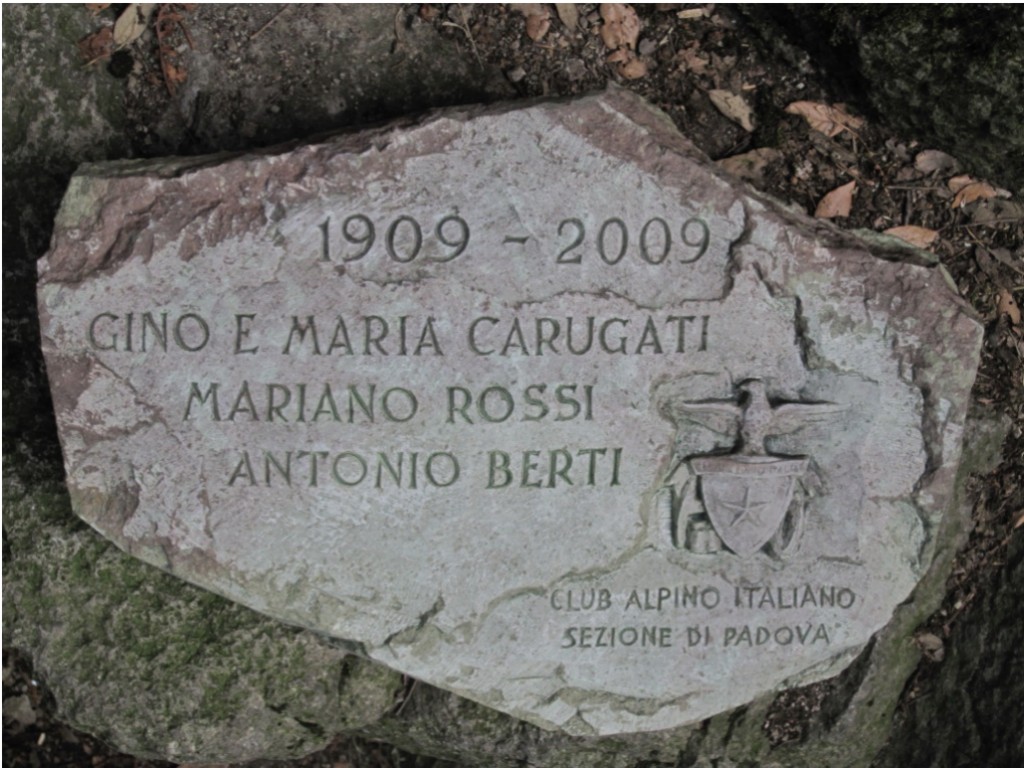 1909 - 2009
GINO E MARIA CARUGATI
MARIANO ROSSI
ANTONIO BERTI
CLUB ALPINO ITALIANO
SEZIONE DI PADOVA